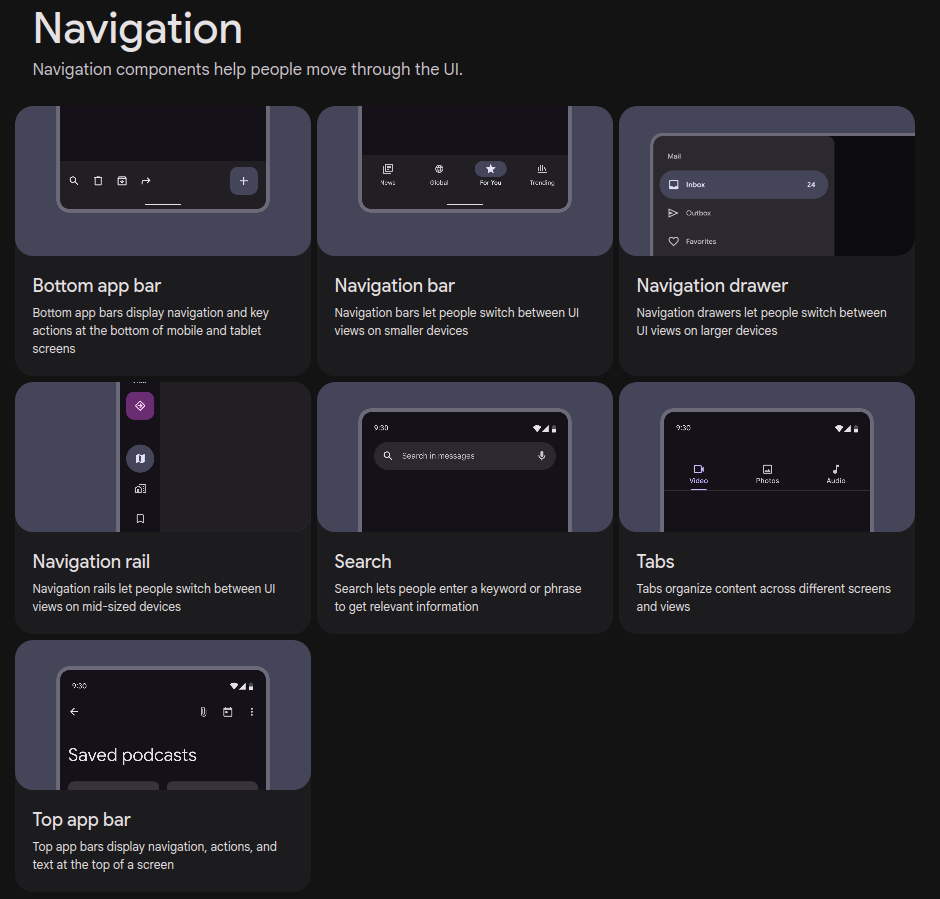 Navigation
Navigation components help people move through the UI.
News
Global
For You
Trending
Mail
Inbox 24
Outbox
Favorites
Bottom app bar
Bottom app bars display navigation and key
actions at the bottom of mobile and tablet
screens
Navigation bar
Navigation bars let people switch between UI
views on smaller devices
Navigation drawer
Navigation drawers let people switch between
UI views on larger devices
9:30
Search in messages
9:30
Video
Photos
Audio
Navigation rail
Navigation rails let people switch between UI
views on mid-sized devices
Search
Search lets people enter a keyword or phrase
to get relevant information
Tabs
Tabs organize content across different screens
and views
9:30
Saved podcasts
Top app bar
Top app bars display navigation, actions, and
text at the top of a screen